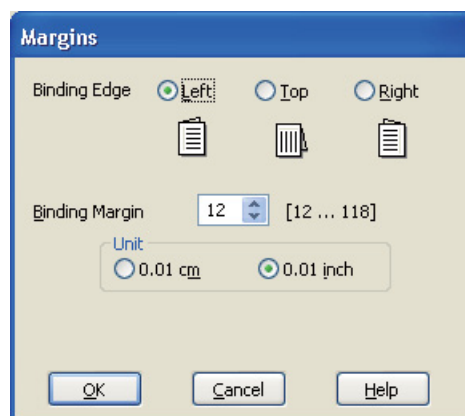 Margins
Binding Edge Left Top Right
Binding Margin 12 [12 ... 118]
Unit
0.01 cm 0.01 inch
OK Cancel Help